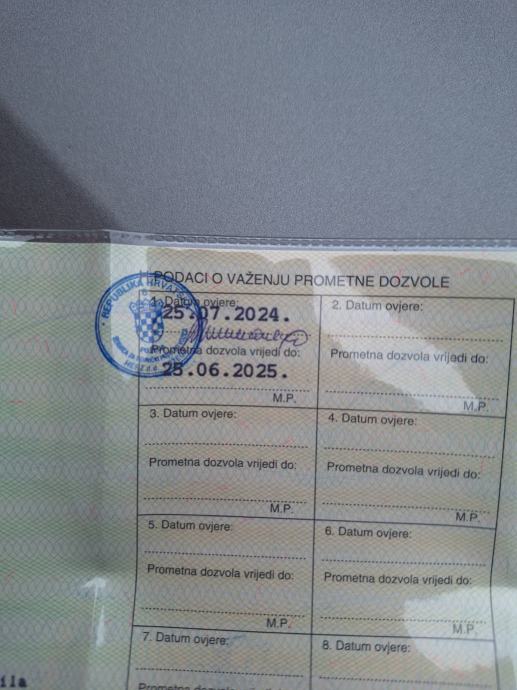 PODACI O VAŽENJU PROMETNE DOZVOLE
REPUBLIKA HRVATSKA
1. Datum ovjere:
25.07.2024.
Prometna dozvola vrijedi do:
25.06.2025.
M.P.
2. Datum ovjere:
Prometna dozvola vrijedi do:
M.P.
3. Datum ovjere:
Prometna dozvola vrijedi do:
M.P.
4. Datum ovjere:
Prometna dozvola vrijedi do:
M.P.
5. Datum ovjere:
Prometna dozvola vrijedi do:
M.P.
6. Datum ovjere:
Prometna dozvola vrijedi do:
M.P.
7. Datum ovjere:
8. Datum ovjere: